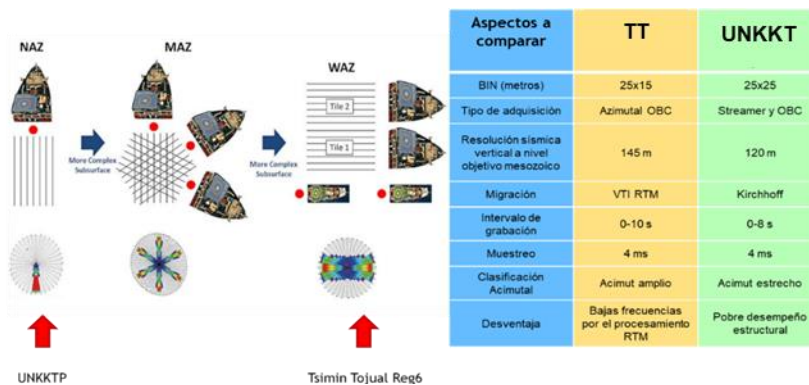 NAZ
MAZ
WAZ
Tile 2
Tile 1
More Complex
Subsurface
More Complex
Subsurface
UNKKTP
Tsimin Tojual Reg6
Aspectos a
comparar
TT
UNKKT
BIN (metros)
25x15
25x25
Tipo de adquisición
Azimutal OBC
Streamer y OBC
Resolución sísmica
vertical a nivel
objetivo mesozoico
145 m
120 m
Migración
VTI RTM
Kirchhoff
Intervalo de
grabación
0-10 s
0-8 s
Muestreo
4 ms
4 ms
Clasificación
Acimutal
Acimut amplio
Acimut estrecho
Desventaja
Bajas frecuencias
por el procesamiento
RTM
Pobre desempeño
estructural